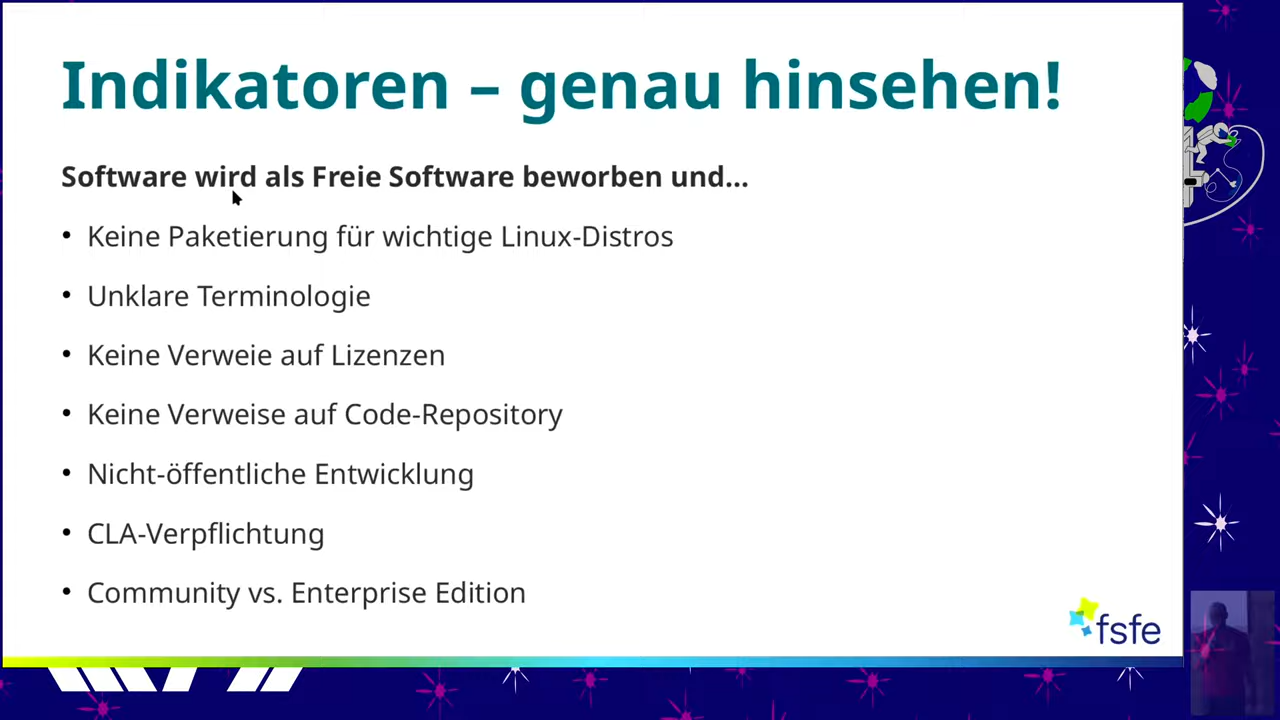 Indikatoren – genau hinsehen!
Software wird als Freie Software beworben und...
• Keine Paketierung für wichtige Linux-Distros
• Unklare Terminologie
• Keine Verweie auf Lizenzen
• Keine Verweise auf Code-Repository
• Nicht-öffentliche Entwicklung
• CLA-Verpflichtung
• Community vs. Enterprise Edition
fsfe